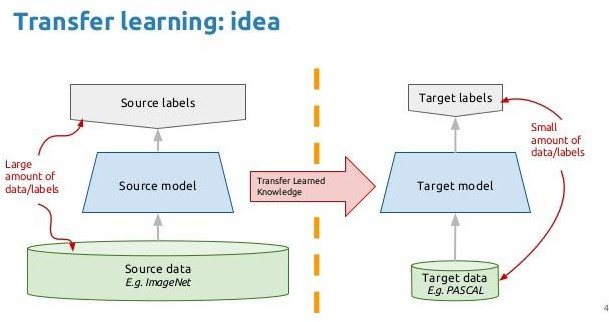 Transfer learning: idea
Source labels
Large
amount of
data/labels
Source model
Source data
E.g. ImageNet
Transfer Learned
Knowledge
Target labels
Small
amount of
data/labels
Target model
Target data
E.g. PASCAL
4